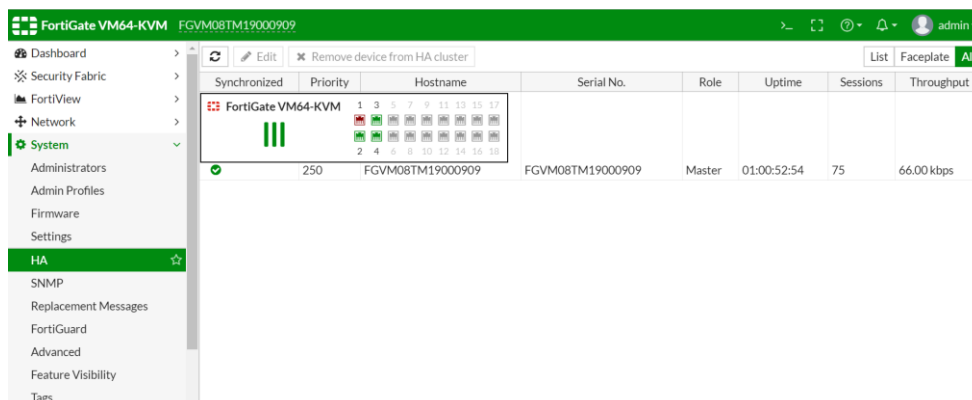 FortiGate VM64-KVM FGVM08TM19000909 >_ admin
Dashboard
Security Fabric
FortiView
Network
System
Administrators
Admin Profiles
Firmware
Settings
HA
SNMP
Replacement Messages
FortiGuard
Advanced
Feature Visibility
Tags
Edit Remove device from HA cluster List Faceplate Al
Synchronized Priority Hostname Serial No. Role Uptime Sessions Throughput
FortiGate VM64-KVM 1 3 5 7 9 11 13 15 17
2 4 6 8 10 12 14 16 18
250 FGVM08TM19000909 FGVM08TM19000909 Master 01:00:52:54 75 66.00 kbps